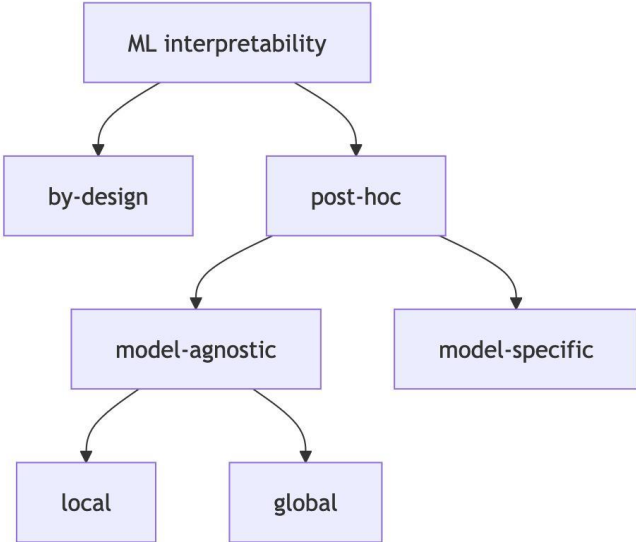 ML interpretability
by-design
post-hoc
model-agnostic
model-specific
local
global